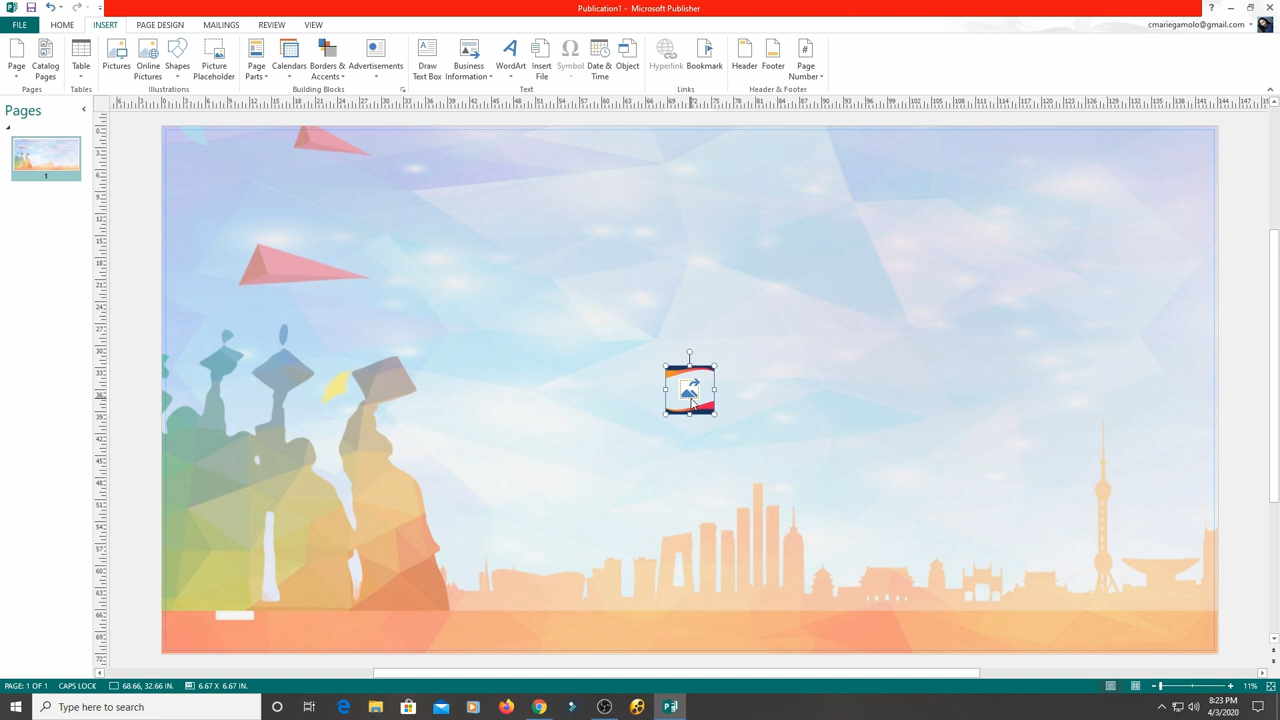 Publication1 - Microsoft Publisher
FILE HOME INSERT PAGE DESIGN MAILINGS REVIEW VIEW
cmariegamolo@gmail.com
Page Catalog Pages Table Pictures Online Pictures Shapes Picture Placeholder Page Parts Calendars Borders & Accents Advertisements Draw Text Box Business Information WordArt Insert File Symbol Date & Time Object Hyperlink Bookmark Header Footer Page Number
Pages Tables Illustrations Building Blocks Text Links Header & Footer
Pages
1
PAGE: 1 OF 1 CAPS LOCK 68.66, 32.66 IN. 6.67 X 6.67 IN. 11%
Type here to search
8:23 PM
4/3/2020